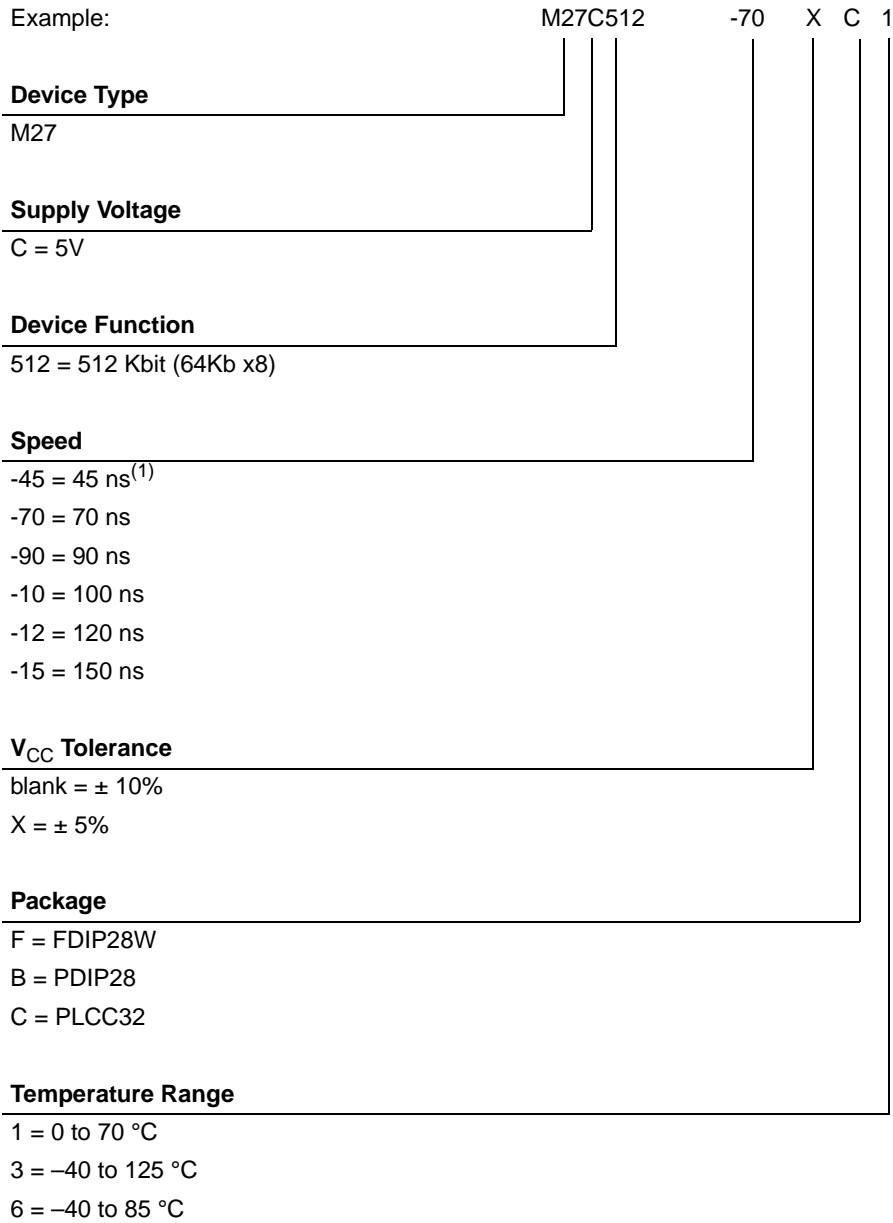 Example: M27C512 -70 X C 1
Device Type
M27
Supply Voltage
C = 5V
Device Function
512 = 512 Kbit (64Kb x8)
Speed
-45 = 45 ns(1)
-70 = 70 ns
-90 = 90 ns
-10 = 100 ns
-12 = 120 ns
-15 = 150 ns
VCC Tolerance
blank = ± 10%
X = ± 5%
Package
F = FDIP28W
B = PDIP28
C = PLCC32
Temperature Range
1 = 0 to 70 °C
3 = –40 to 125 °C
6 = –40 to 85 °C